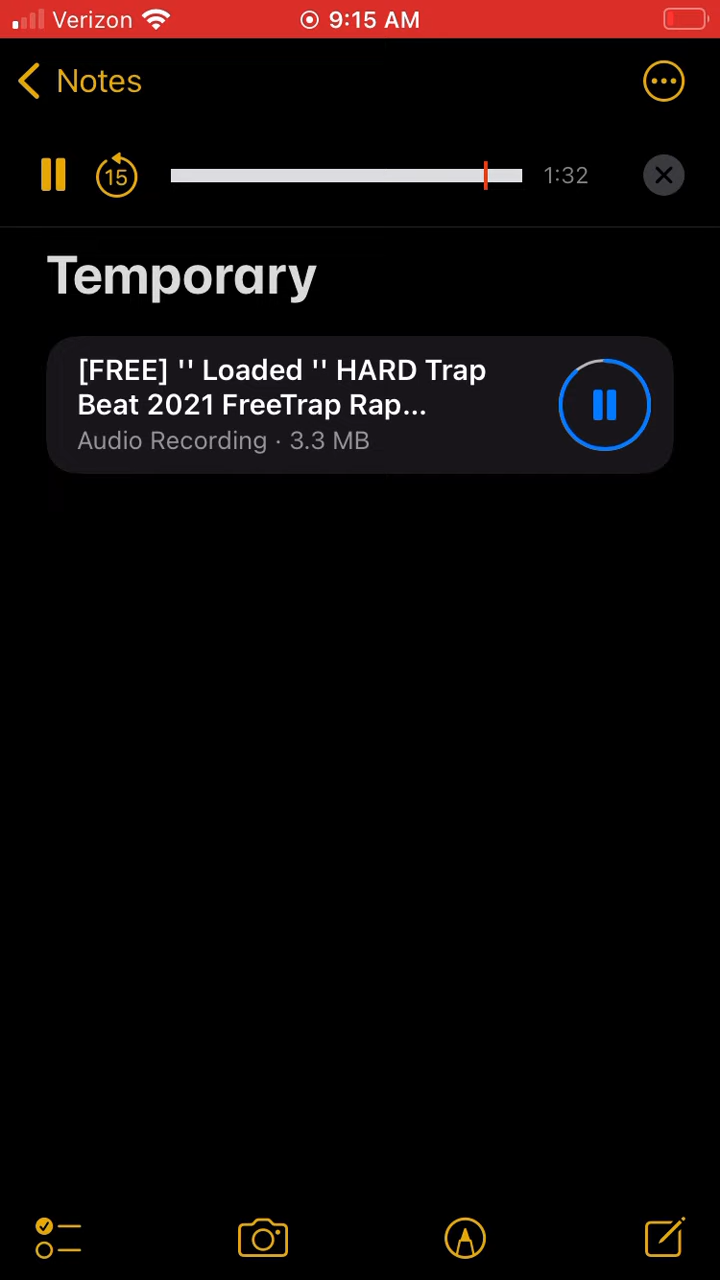 Verizon 9:15 AM
Notes
15 1:32
Temporary
[FREE] '' Loaded '' HARD Trap
Beat 2021 FreeTrap Rap...
Audio Recording · 3.3 MB